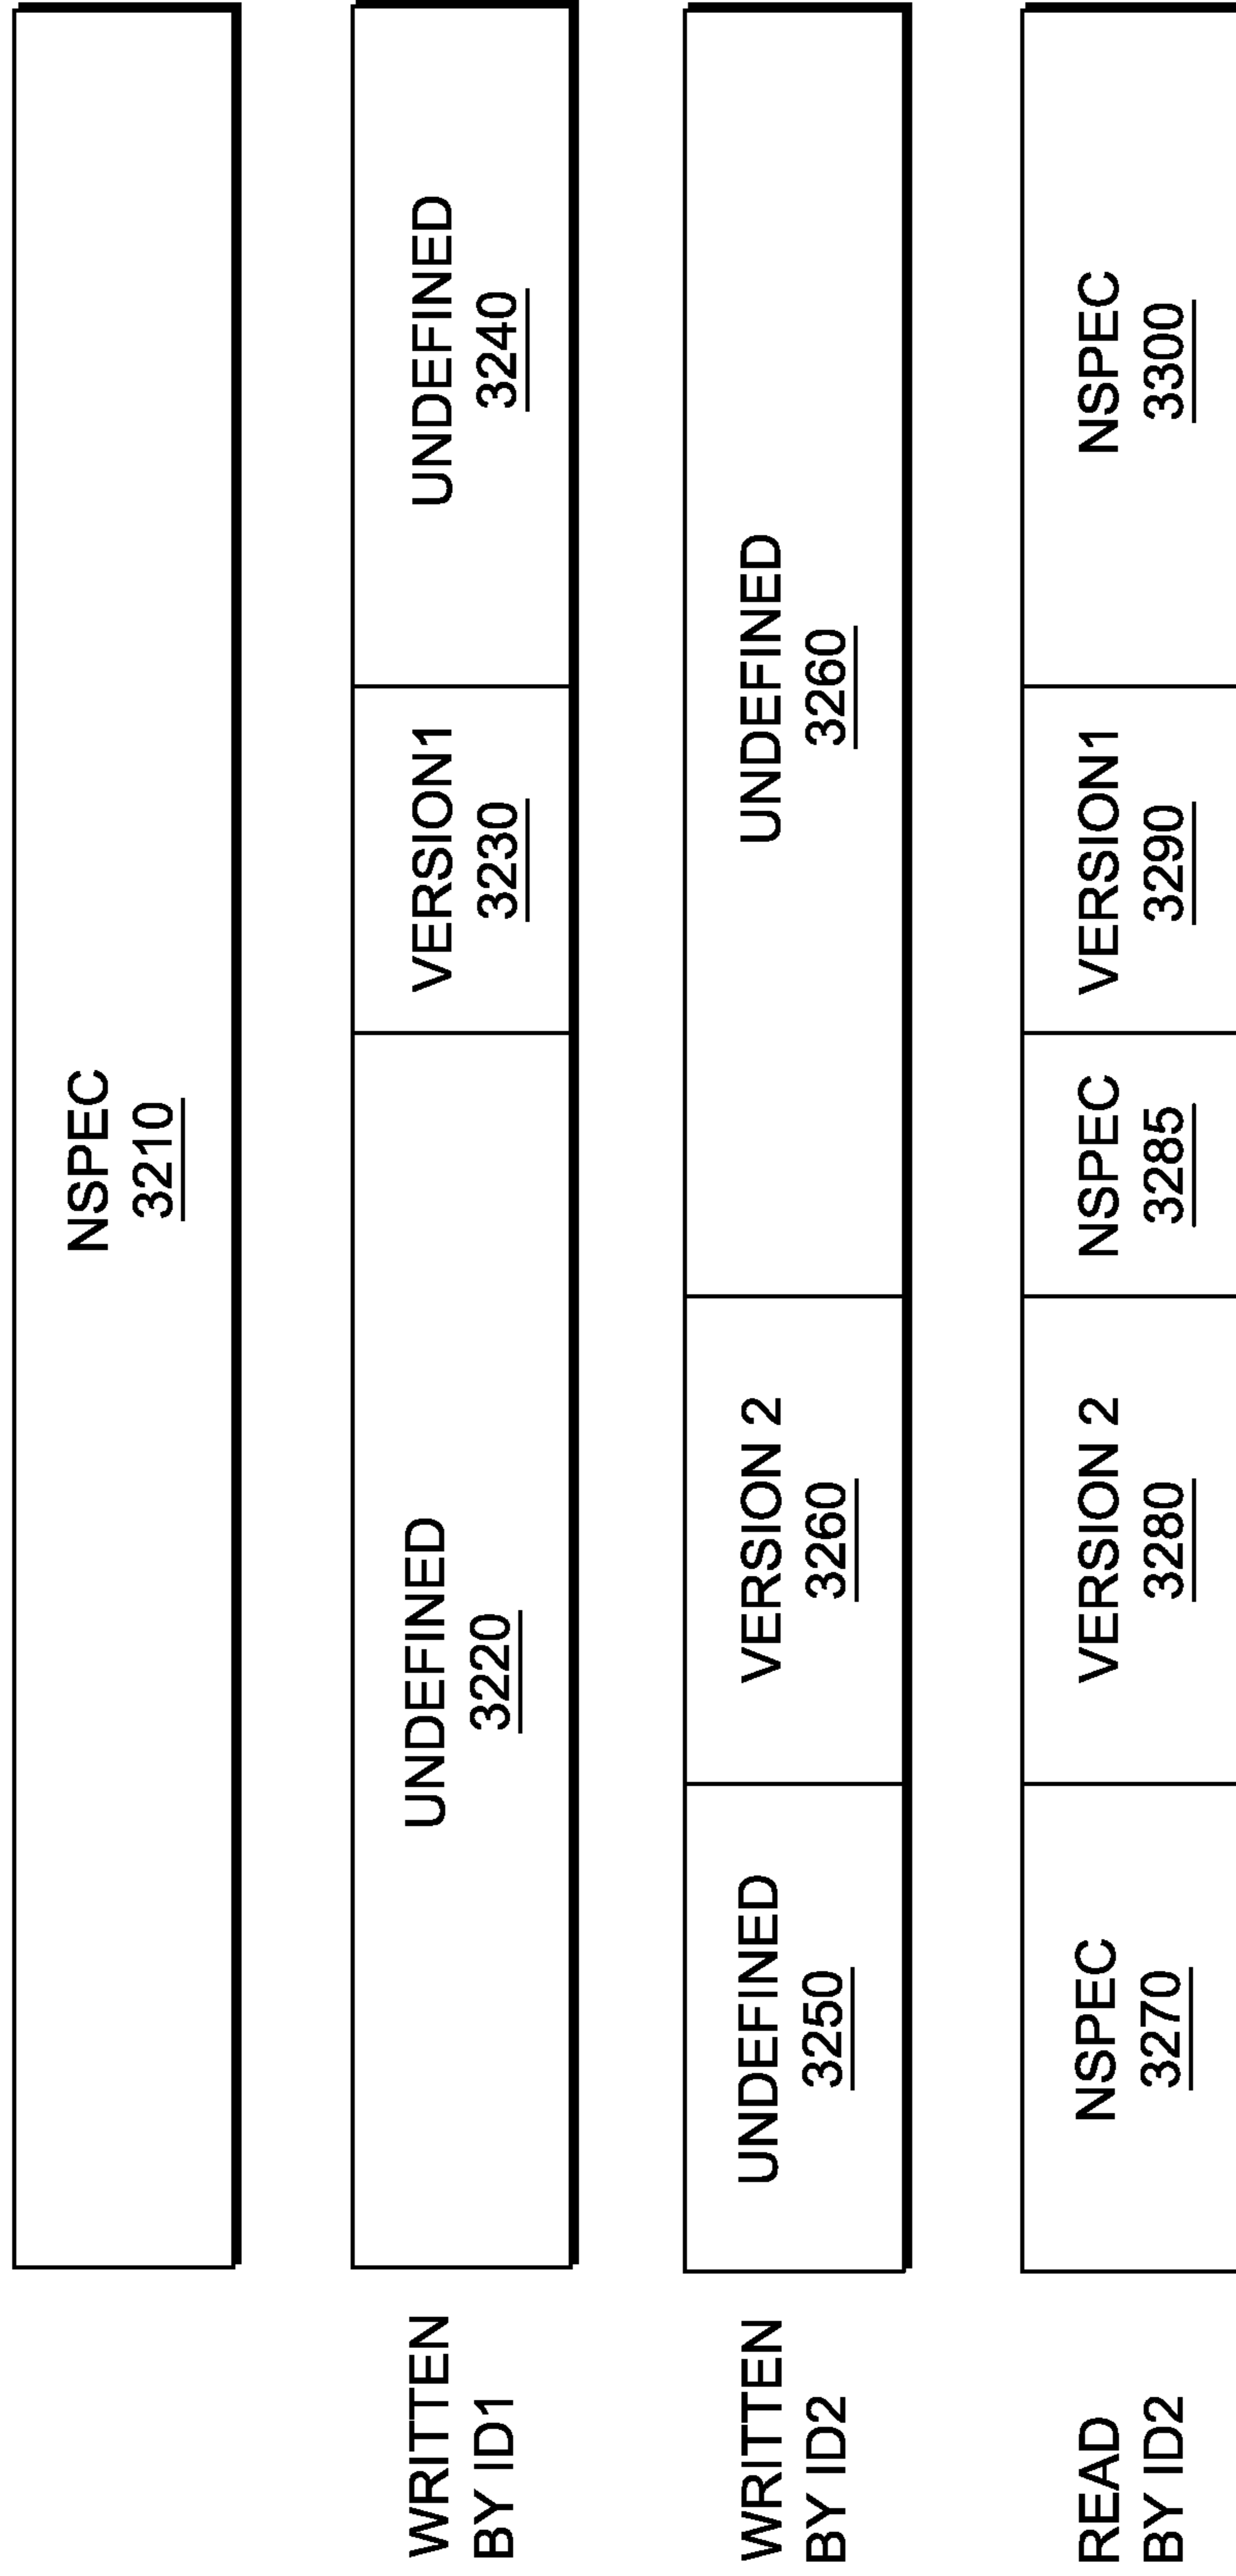 NSPEC
3210
WRITTEN
BY ID1
UNDEFINED
3220
VERSION1
3230
UNDEFINED
3240
WRITTEN
BY ID2
UNDEFINED
3250
VERSION 2
3260
UNDEFINED
3260
READ
BY ID2
NSPEC
3270
VERSION 2
3280
NSPEC
3285
VERSION1
3290
NSPEC
3300